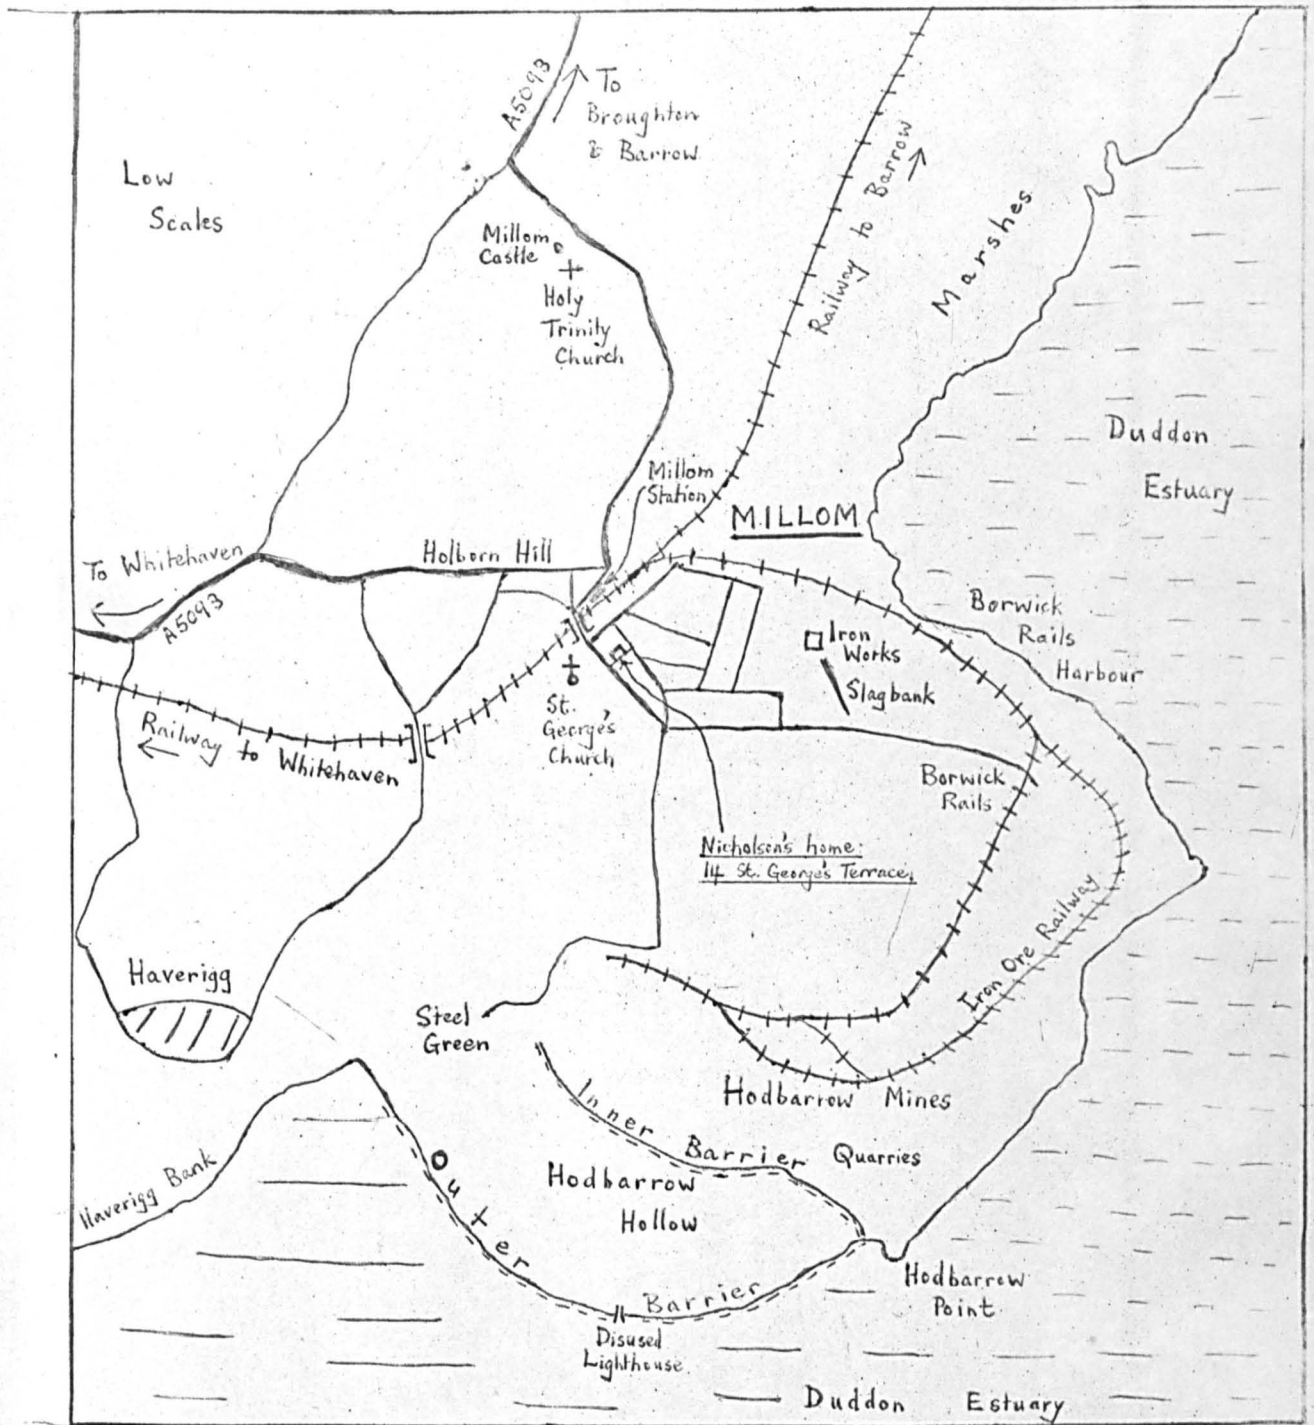 A5093
To
Broughton
& Barrow
Low
Scales
Railway to Barrow
Marshes
Millom
Castle
Holy
Trinity
Church
Duddon
Estuary
Millom
Station
MILLOM
To Whitehaven
A5093
Holborn Hill
Borwick
Rails
Harbour
Iron
Works
Slagbank
St.
George's
Church
Railway to Whitehaven
Borwick
Rails
Nicholson's home:
14 St. George's Terrace.
Iron Ore Railway
Haverigg
Steel
Green
Hodbarrow Mines
Inner Barrier
Quarries
Haverigg Bank
Hodbarrow
Hollow
Outer Barrier
Hodbarrow
Point
Disused
Lighthouse
Duddon Estuary